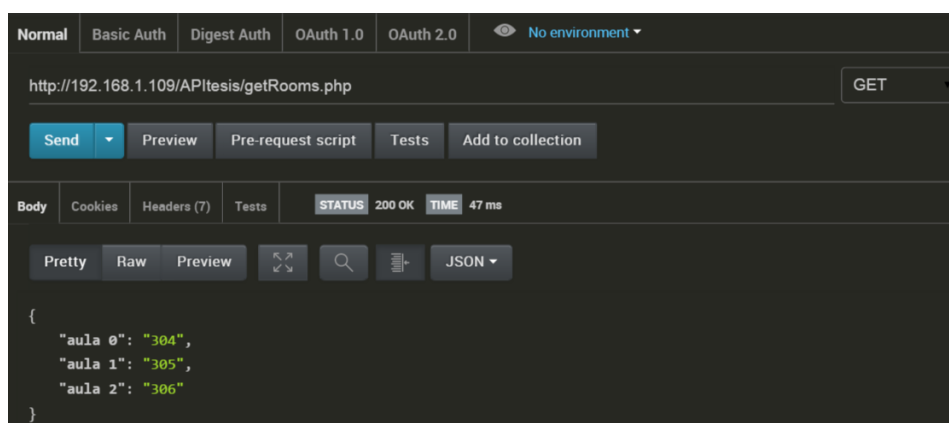 Normal Basic Auth Digest Auth OAuth 1.0 OAuth 2.0 No environment
http://192.168.1.109/APItesis/getRooms.php GET
Send Preview Pre-request script Tests Add to collection
Body Cookies Headers (7) Tests STATUS 200 OK TIME 47 ms
Pretty Raw Preview JSON
{
"aula 0": "304",
"aula 1": "305",
"aula 2": "306"
}